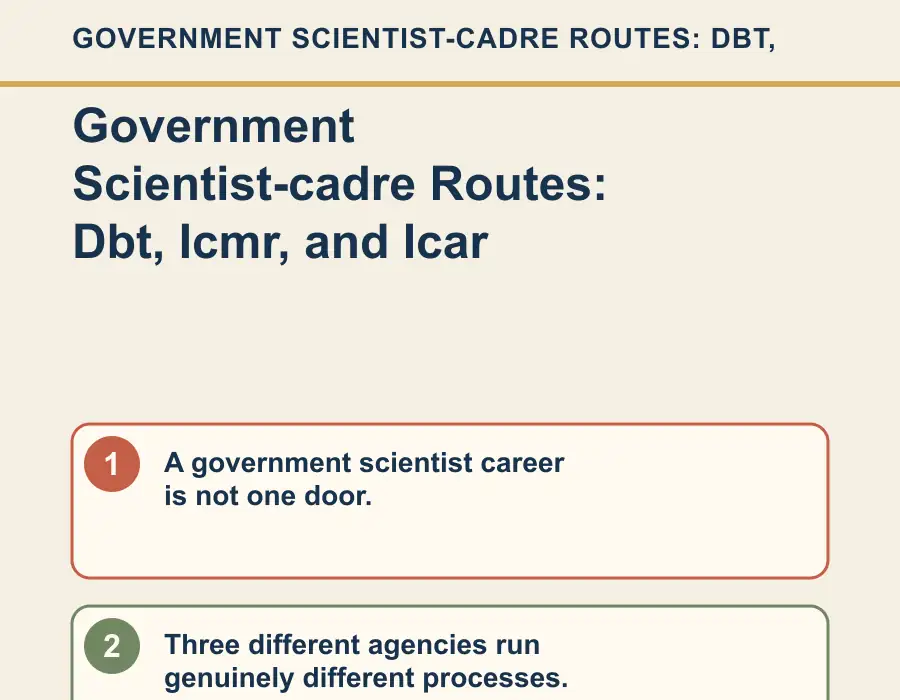 GOVERNMENT SCIENTIST-CADRE ROUTES: DBT,
Government
Scientist-cadre Routes:
Dbt, Icmr, and Icar
1
A government scientist career
is not one door.
2
Three different agencies run
genuinely different processes.